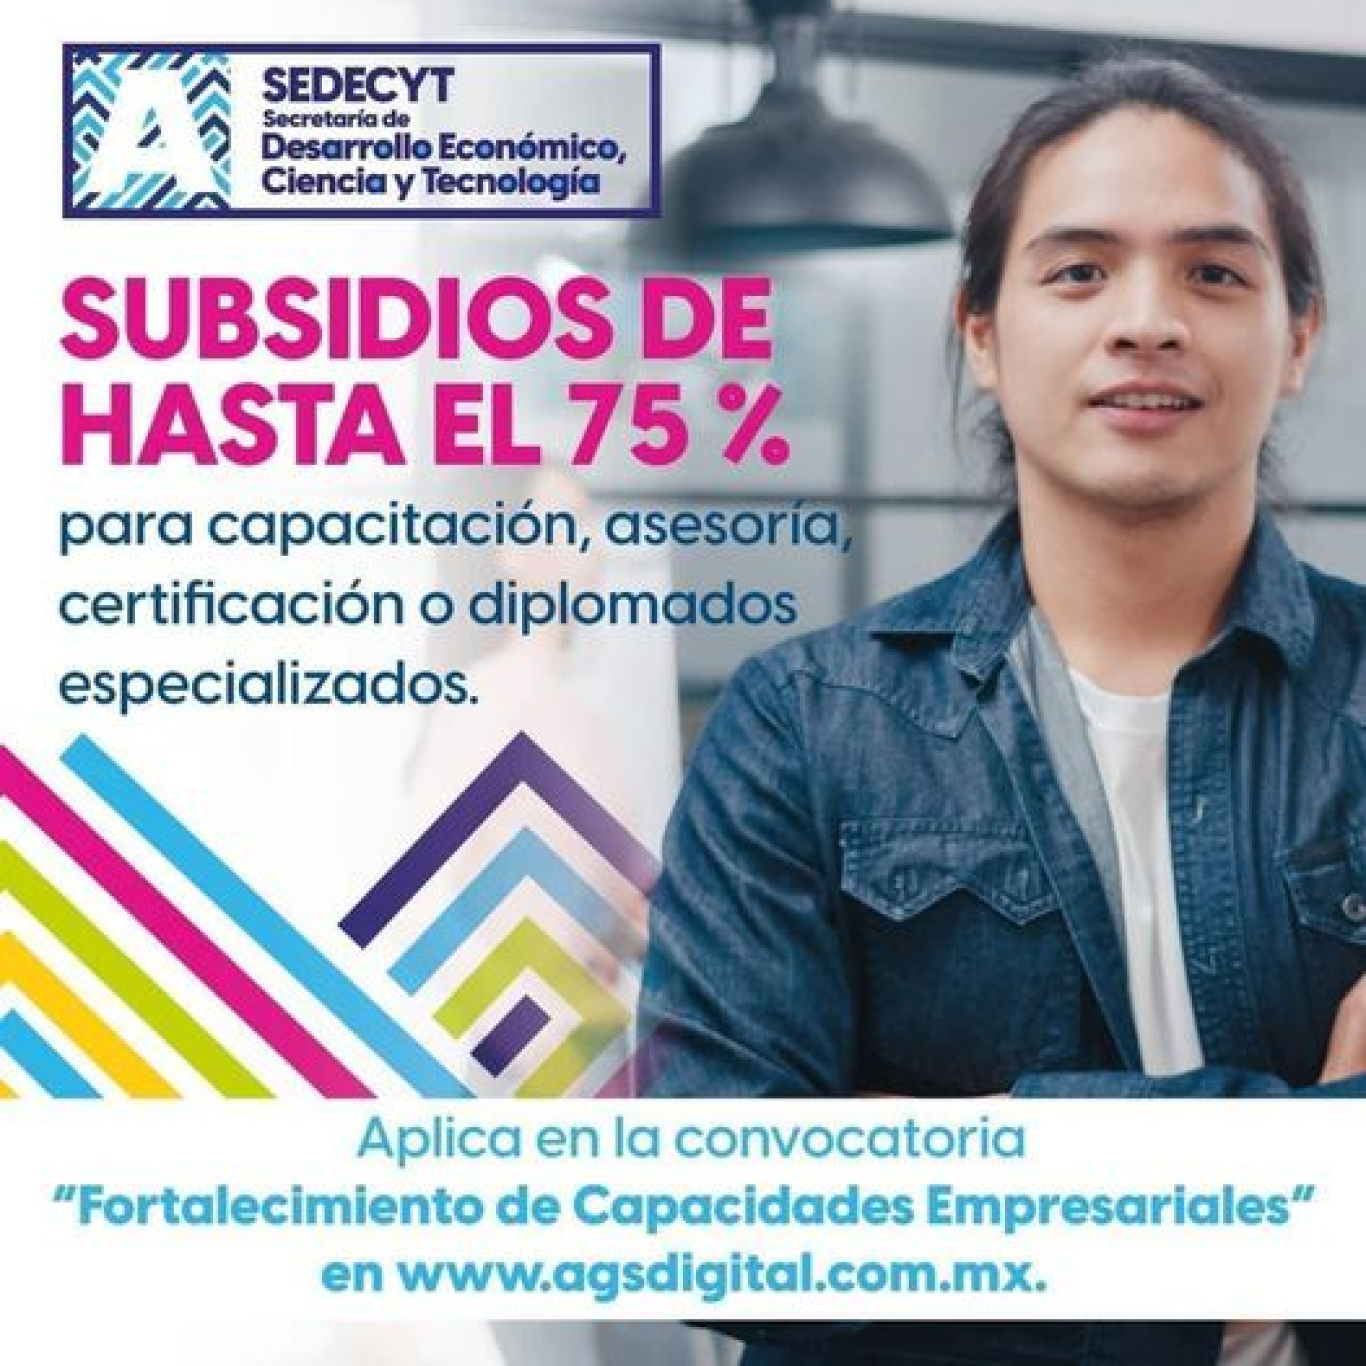 SEDECYT
Secretaría de
Desarrollo Económico,
Ciencia y Tecnología
SUBSIDIOS DE
HASTA EL 75 %
para capacitación, asesoría,
certificación o diplomados
especializados.
Aplica en la convocatoria
"Fortalecimiento de Capacidades Empresariales"
en www.agsdigital.com.mx.